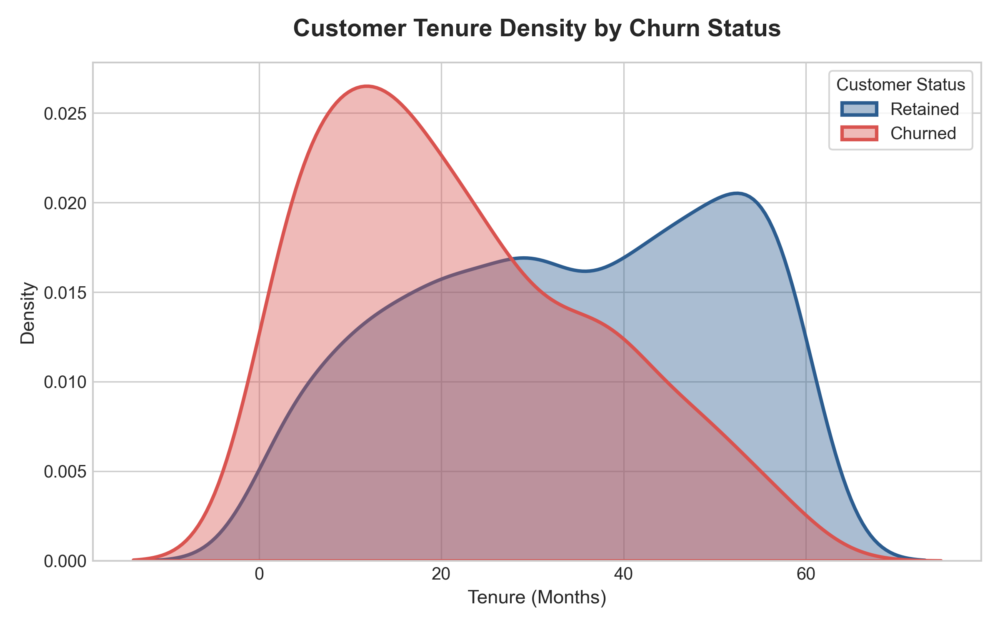 Customer Tenure Density by Churn Status
Customer Status
Retained
Churned
Density
0.025
0.020
0.015
0.010
0.005
0.000
0 20 40 60
Tenure (Months)